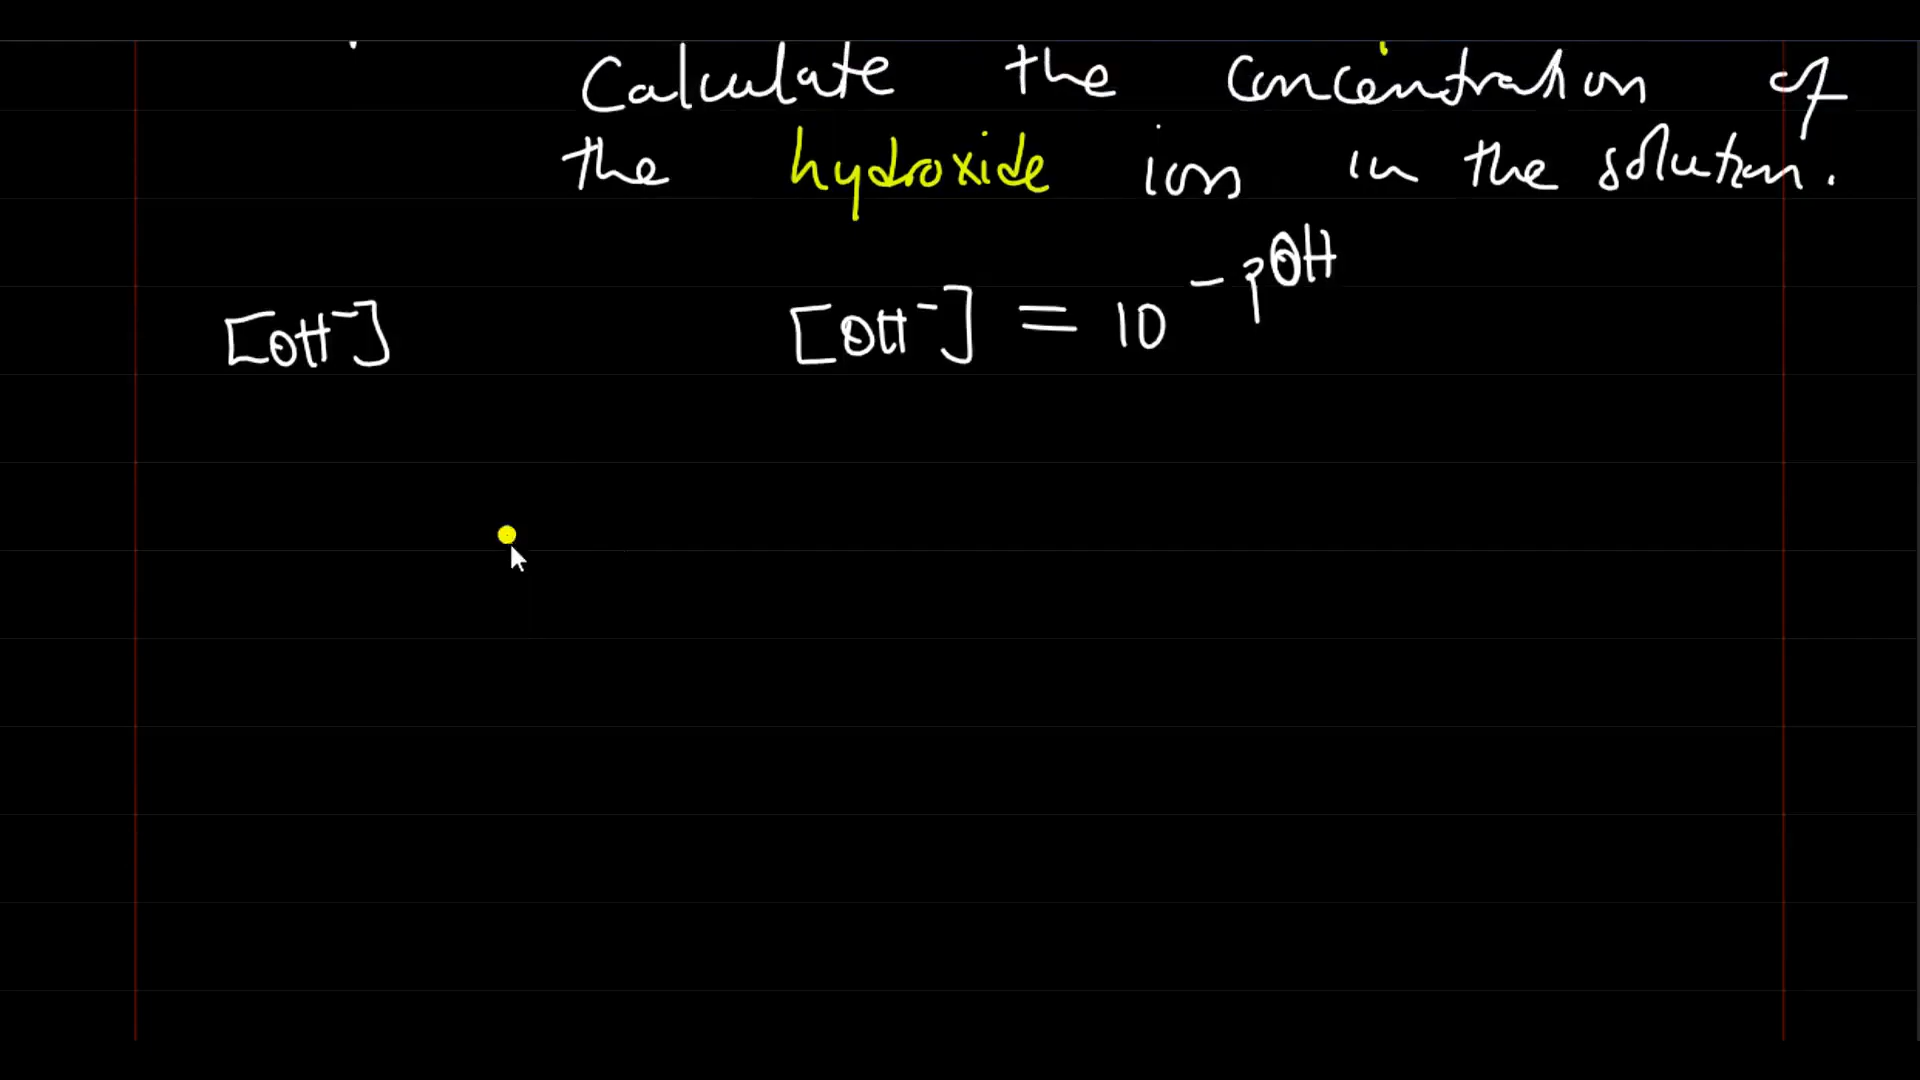 Calculate the concentration of
the hydroxide ion in the solution.
[OH⁻] [OH⁻] = 10^-pOH